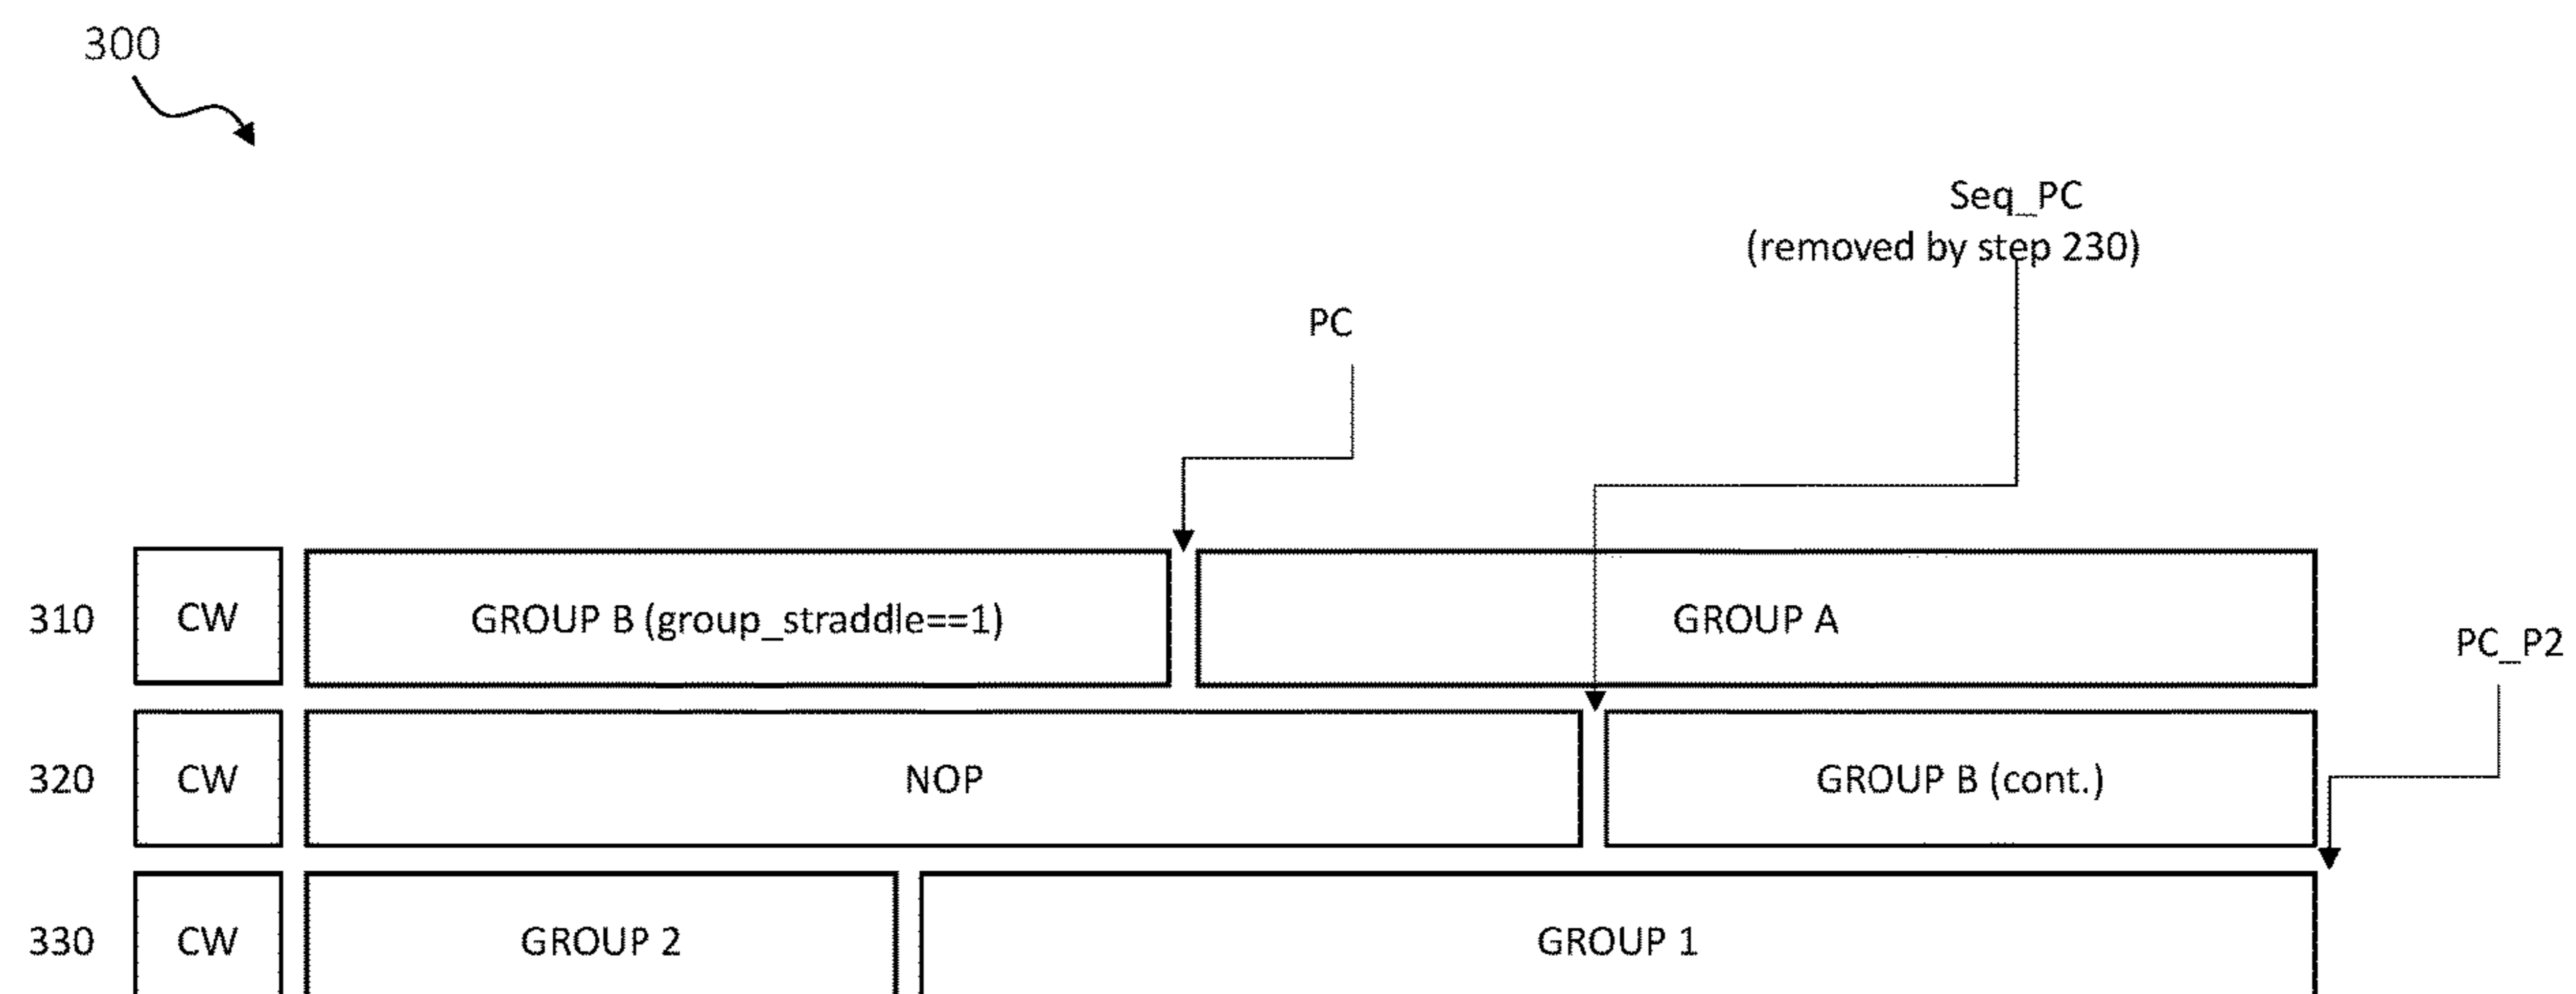 300
Seq_PC
(removed by step 230)
PC
310 CW GROUP B (group_straddle==1) GROUP A
PC_P2
320 CW NOP GROUP B (cont.)
330 CW GROUP 2 GROUP 1